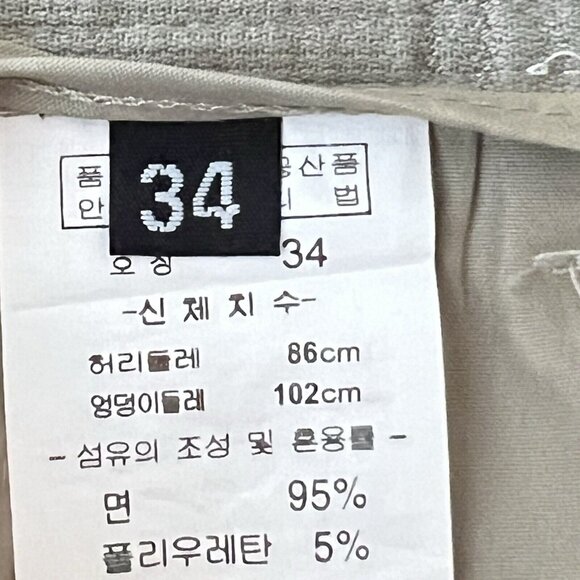 34
품 공산품
안 법
호칭 34
-신체치수-
허리둘레 86cm
엉덩이둘레 102cm
- 섬유의 조성 및 혼용률 -
면 95%
폴리우레탄 5%